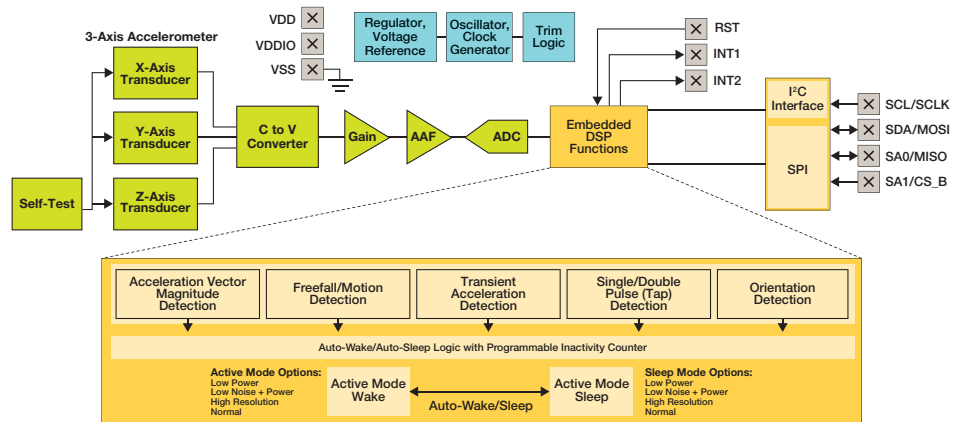 VDD
VDDIO
VSS
Regulator,
Voltage
Reference
Oscillator,
Clock
Generator
Trim
Logic
RST
INT1
INT2
3-Axis Accelerometer
X-Axis
Transducer
Y-Axis
Transducer
Z-Axis
Transducer
Self-Test
C to V
Converter
Gain
AAF
ADC
Embedded
DSP
Functions
I²C
Interface
SPI
SCL/SCLK
SDA/MOSI
SA0/MISO
SA1/CS_B
Acceleration Vector
Magnitude
Detection
Freefall/Motion
Detection
Transient
Acceleration
Detection
Single/Double
Pulse (Tap)
Detection
Orientation
Detection
Auto-Wake/Auto-Sleep Logic with Programmable Inactivity Counter
Active Mode Options:
Low Power
Low Noise + Power
High Resolution
Normal
Active Mode
Wake
Auto-Wake/Sleep
Active Mode
Sleep
Sleep Mode Options:
Low Power
Low Noise + Power
High Resolution
Normal